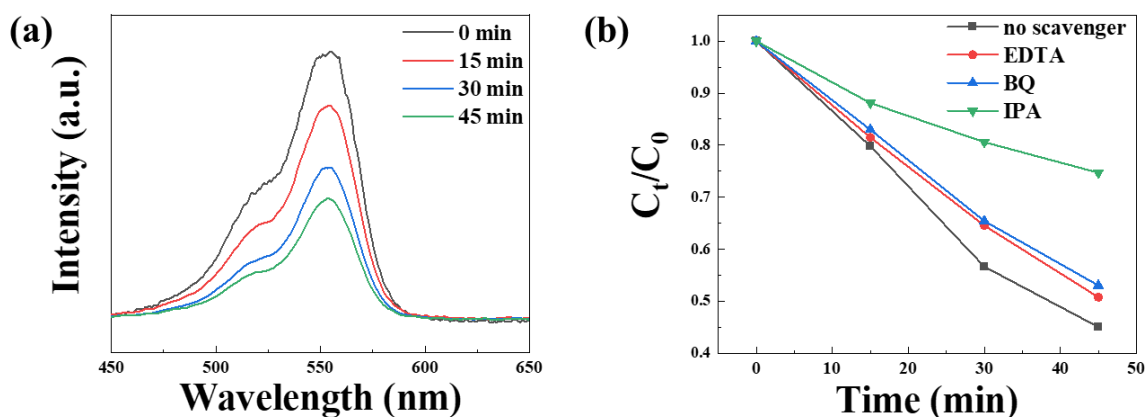 (a)
0 min
15 min
30 min
45 min
Intensity (a.u.)
450 500 550 600 650
Wavelength (nm)
(b)
no scavenger
EDTA
BQ
IPA
1.0
0.9
0.8
0.7
0.6
0.5
0.4
Ct/C0
0 10 20 30 40 50
Time (min)